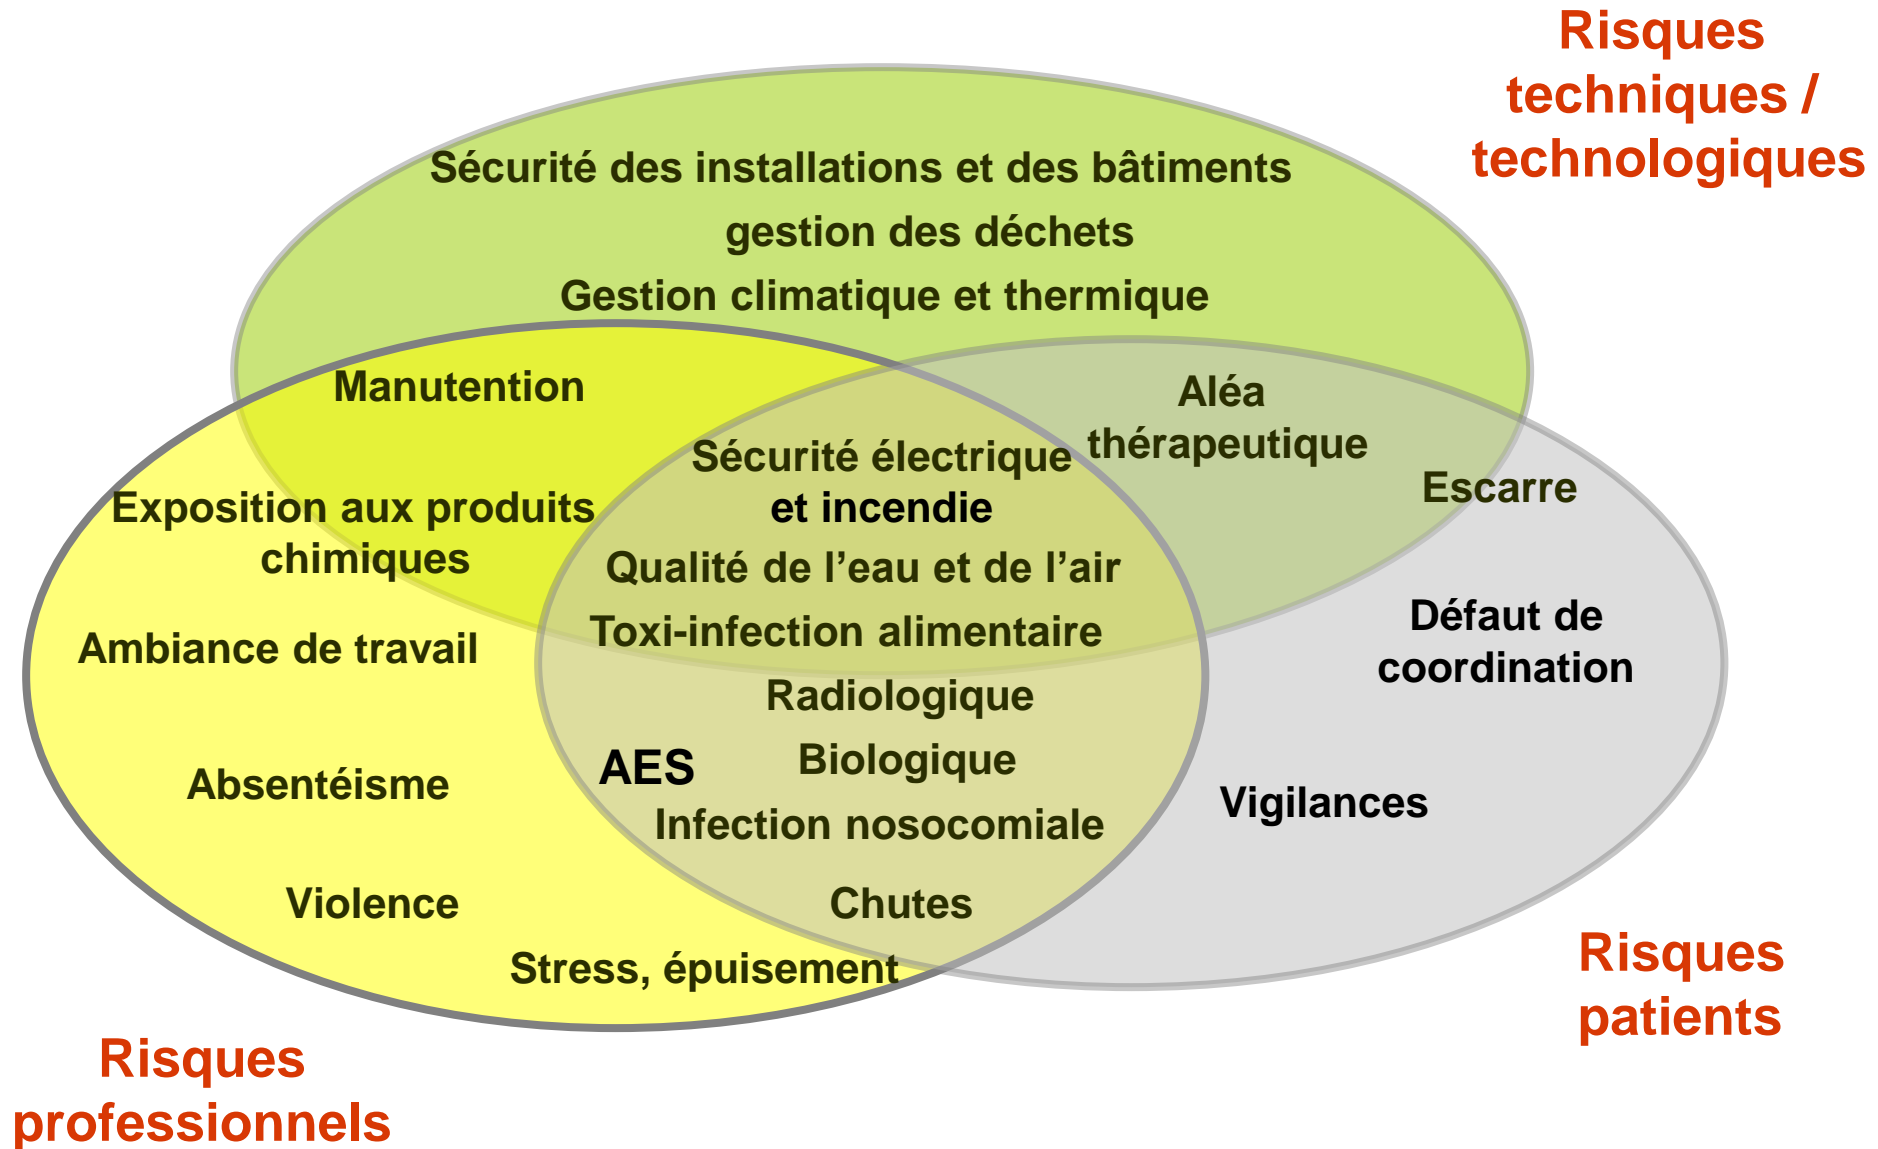 Risques
techniques /
technologiques
Sécurité des installations et des bâtiments
gestion des déchets
Gestion climatique et thermique
Manutention
Aléa
thérapeutique
Sécurité électrique
et incendie
Escarre
Exposition aux produits
chimiques
Qualité de l’eau et de l’air
Toxi-infection alimentaire
Défaut de
coordination
Ambiance de travail
Radiologique
Biologique
AES
Absentéisme
Vigilances
Infection nosocomiale
Violence
Chutes
Stress, épuisement
Risques
patients
Risques
professionnels